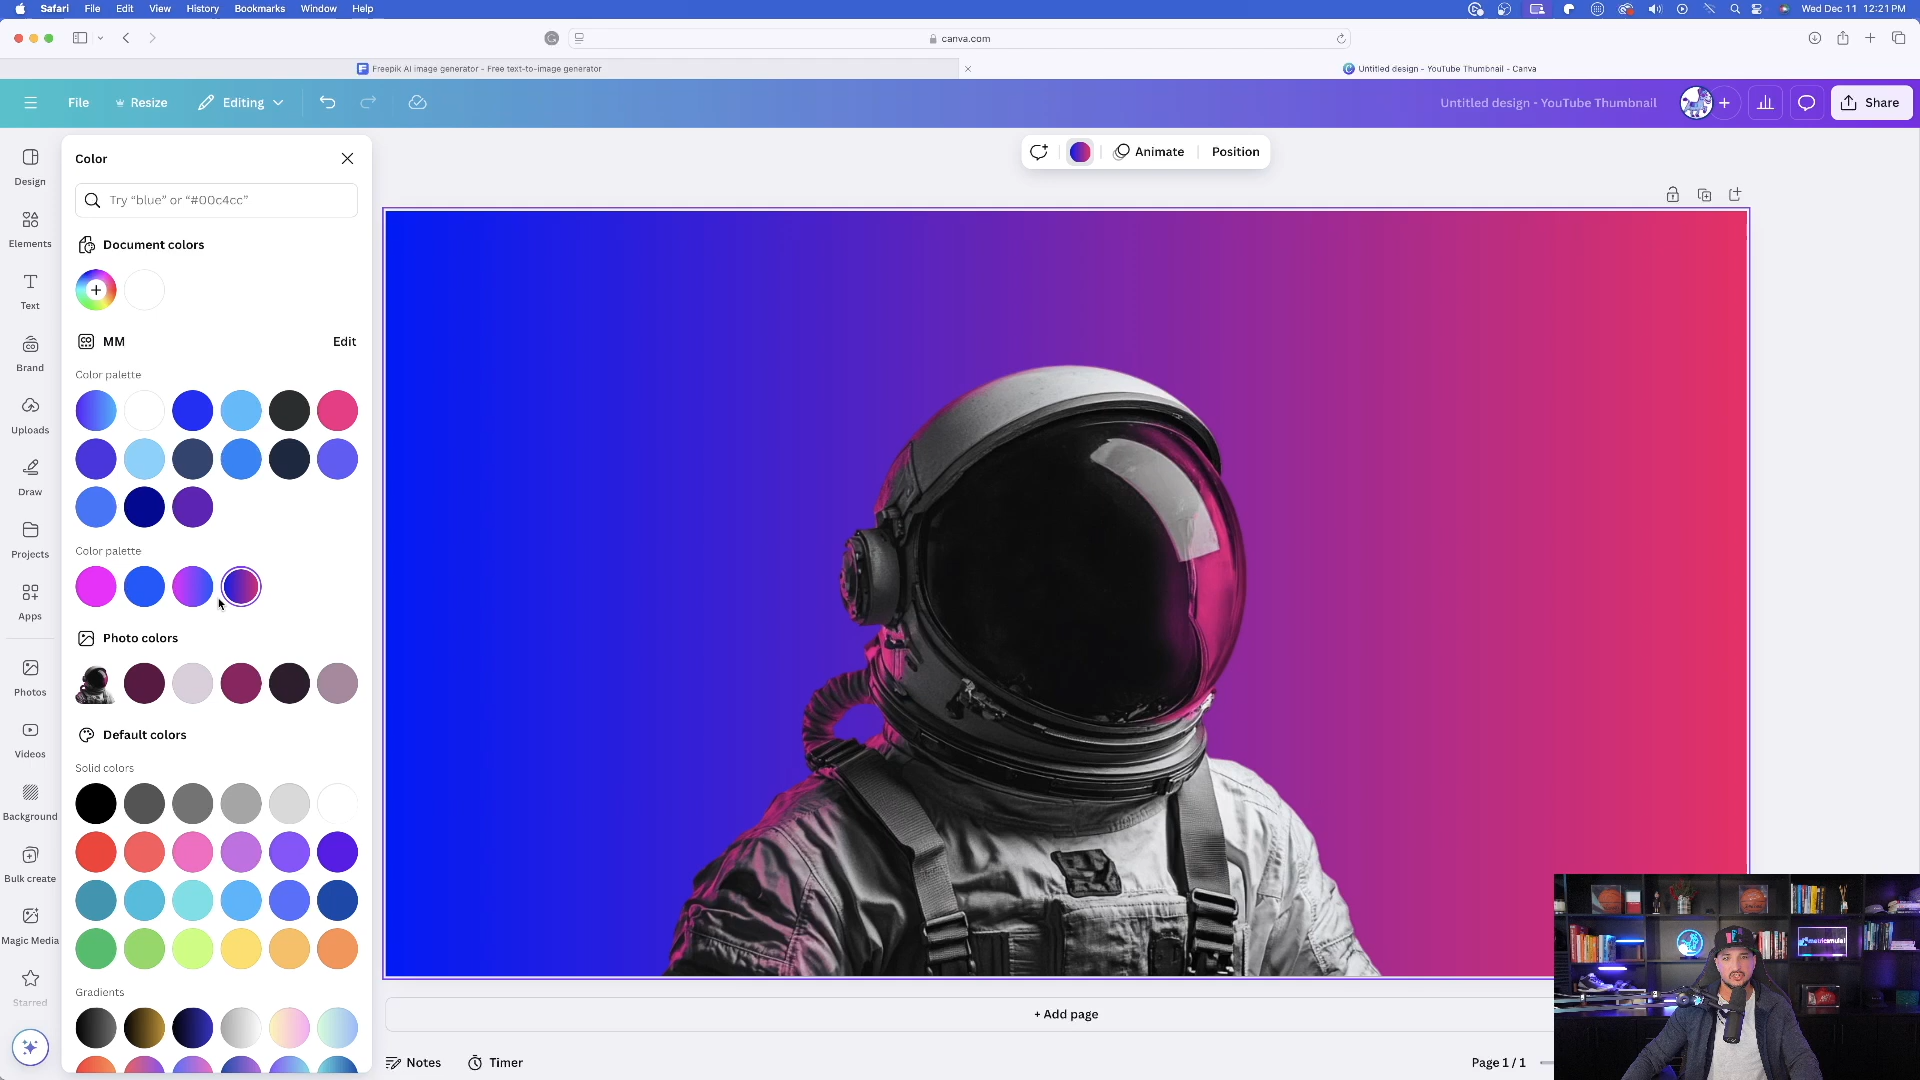 Safari File Edit View History Bookmarks Window Help
Wed Dec 11 12:21 PM
canva.com
Freepik AI image generator - Free text-to-image generator
Untitled design - YouTube Thumbnail - Canva
File Resize Editing
Untitled design - YouTube Thumbnail
Share
Design
Elements
Text
Brand
Uploads
Draw
Projects
Apps
Photos
Videos
Background
Bulk create
Magic Media
Starred
Color
Try “blue” or “#00c4cc”
Document colors
MM
Edit
Color palette
Color palette
Photo colors
Default colors
Solid colors
Gradients
Animate
Position
+ Add page
Notes
Timer
Page 1 / 1